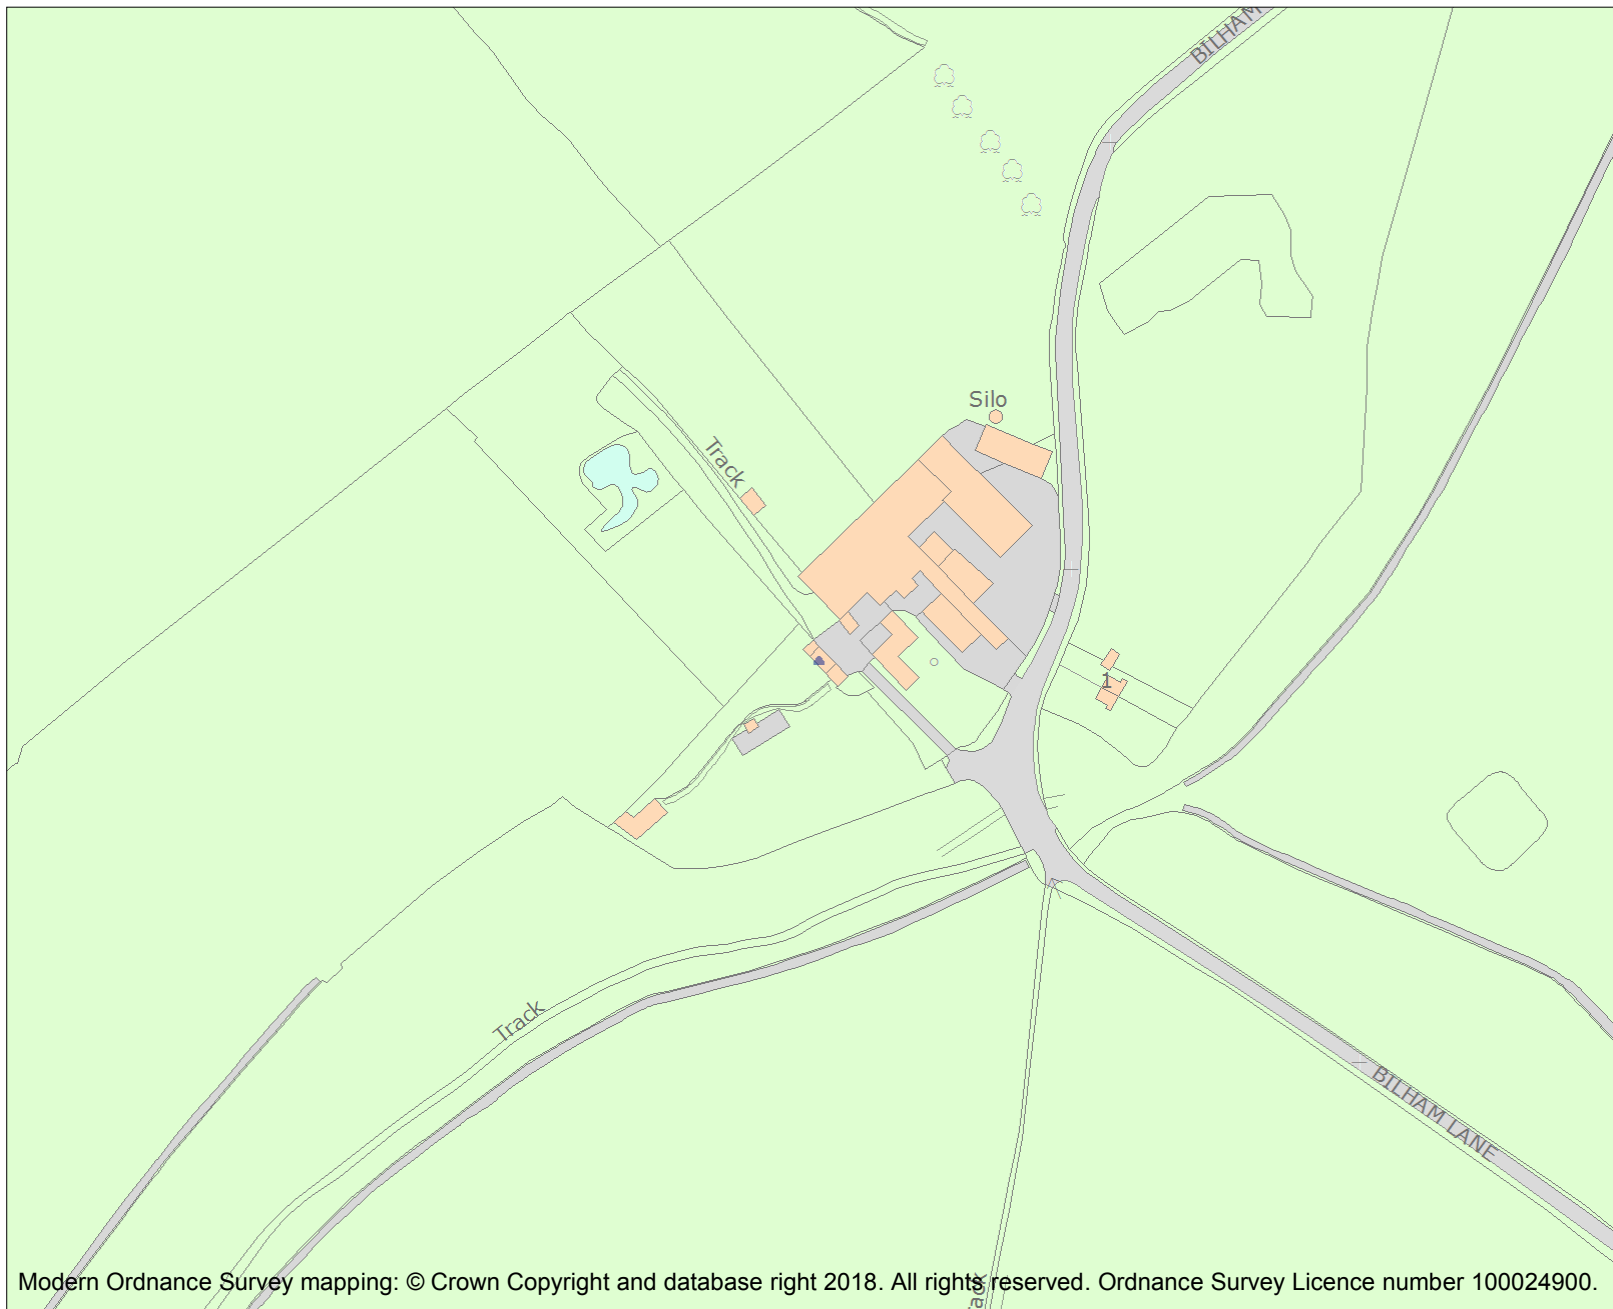 BILHAM
Silo
Track
1
Track
BILHAM LANE
Modern Ordnance Survey mapping: © Crown Copyright and database right 2018. All rights reserved. Ordnance Survey Licence number 100024900.